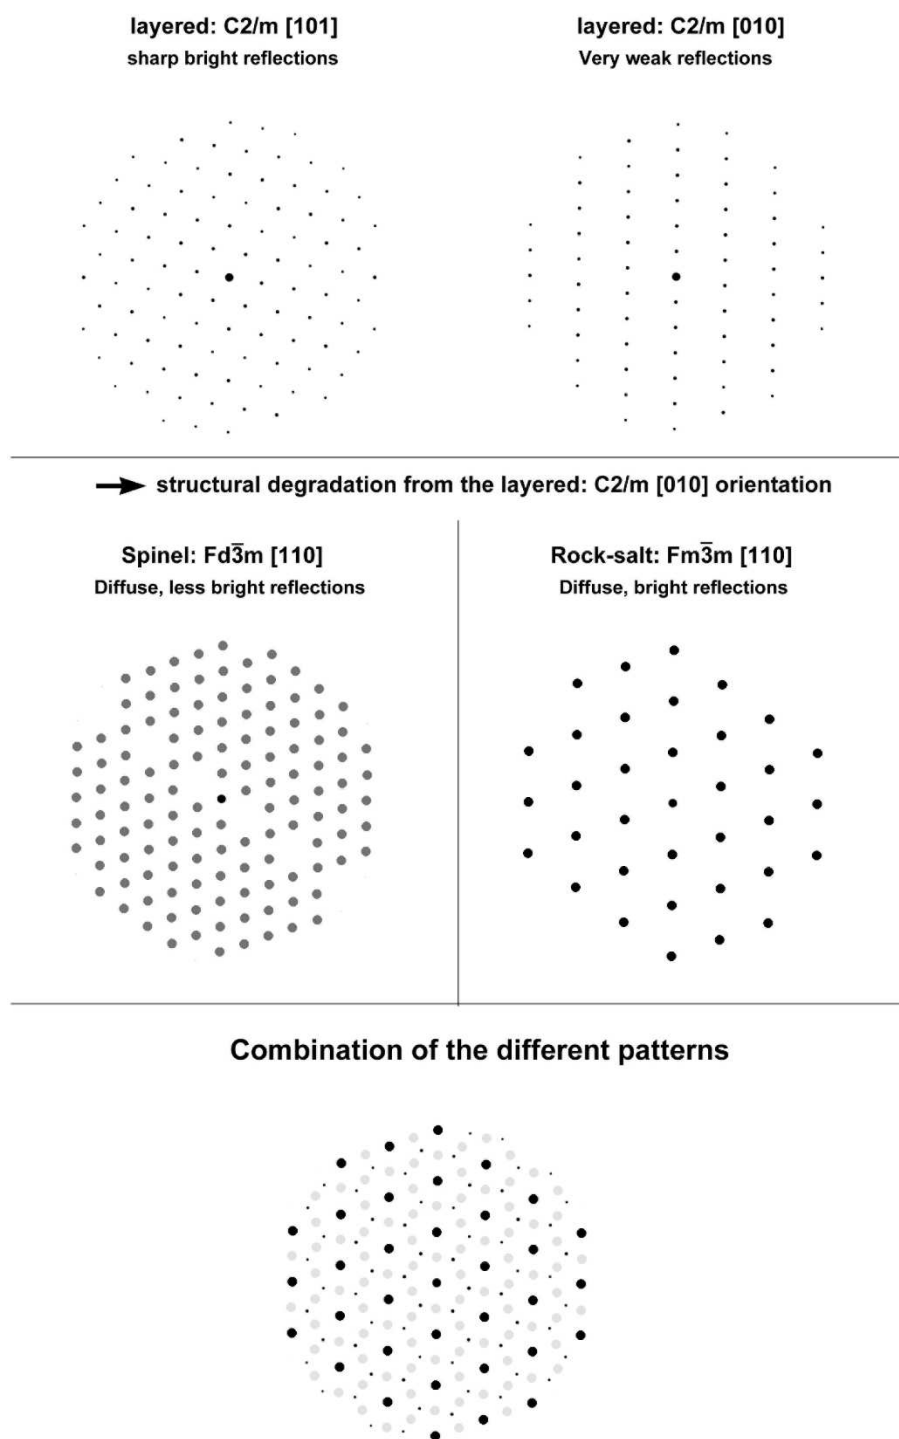 layered: C2/m [101]
sharp bright reflections
layered: C2/m [010]
Very weak reflections
structural degradation from the layered: C2/m [010] orientation
Spinel: Fd3̅m [110]
Diffuse, less bright reflections
Rock-salt: Fm3̅m [110]
Diffuse, bright reflections
Combination of the different patterns